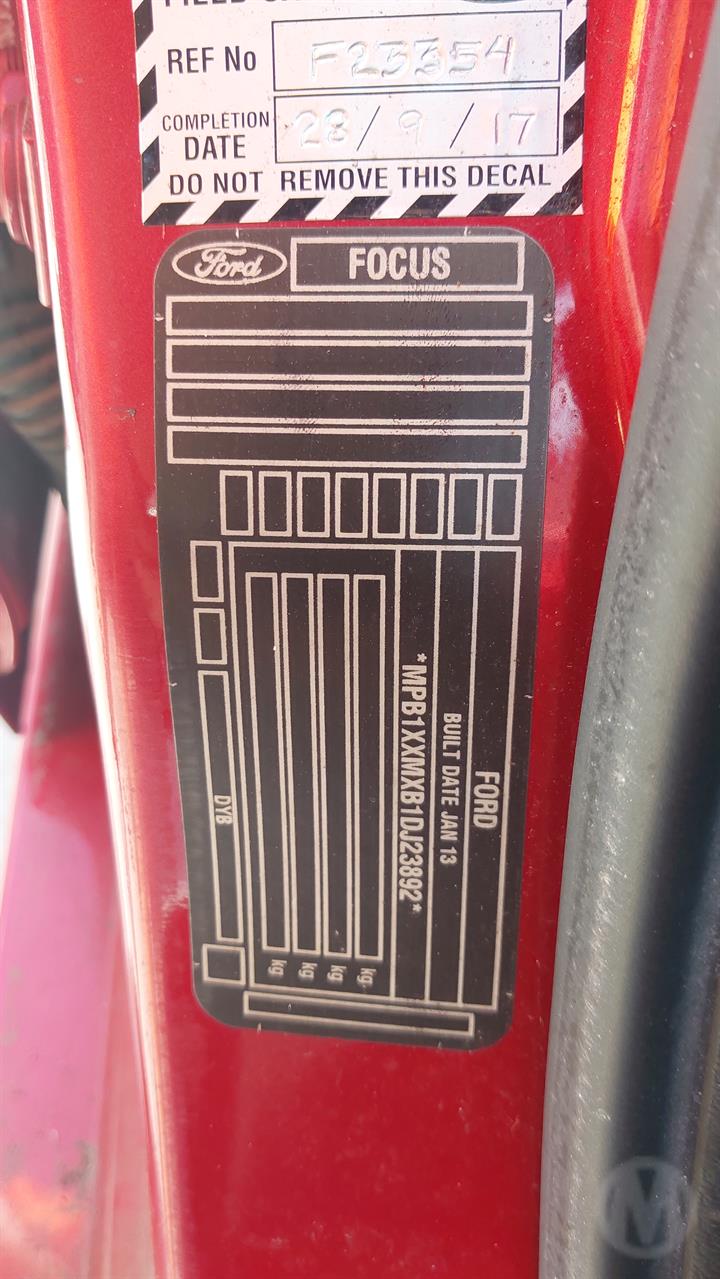 REF No F23354
COMPLETION DATE 28/9/17
DO NOT REMOVE THIS DECAL
Ford FOCUS
FORD
BUILT DATE JAN 13
*MPB1XXMXB1DJ23892*
kg
kg
kg
kg
DYB
M